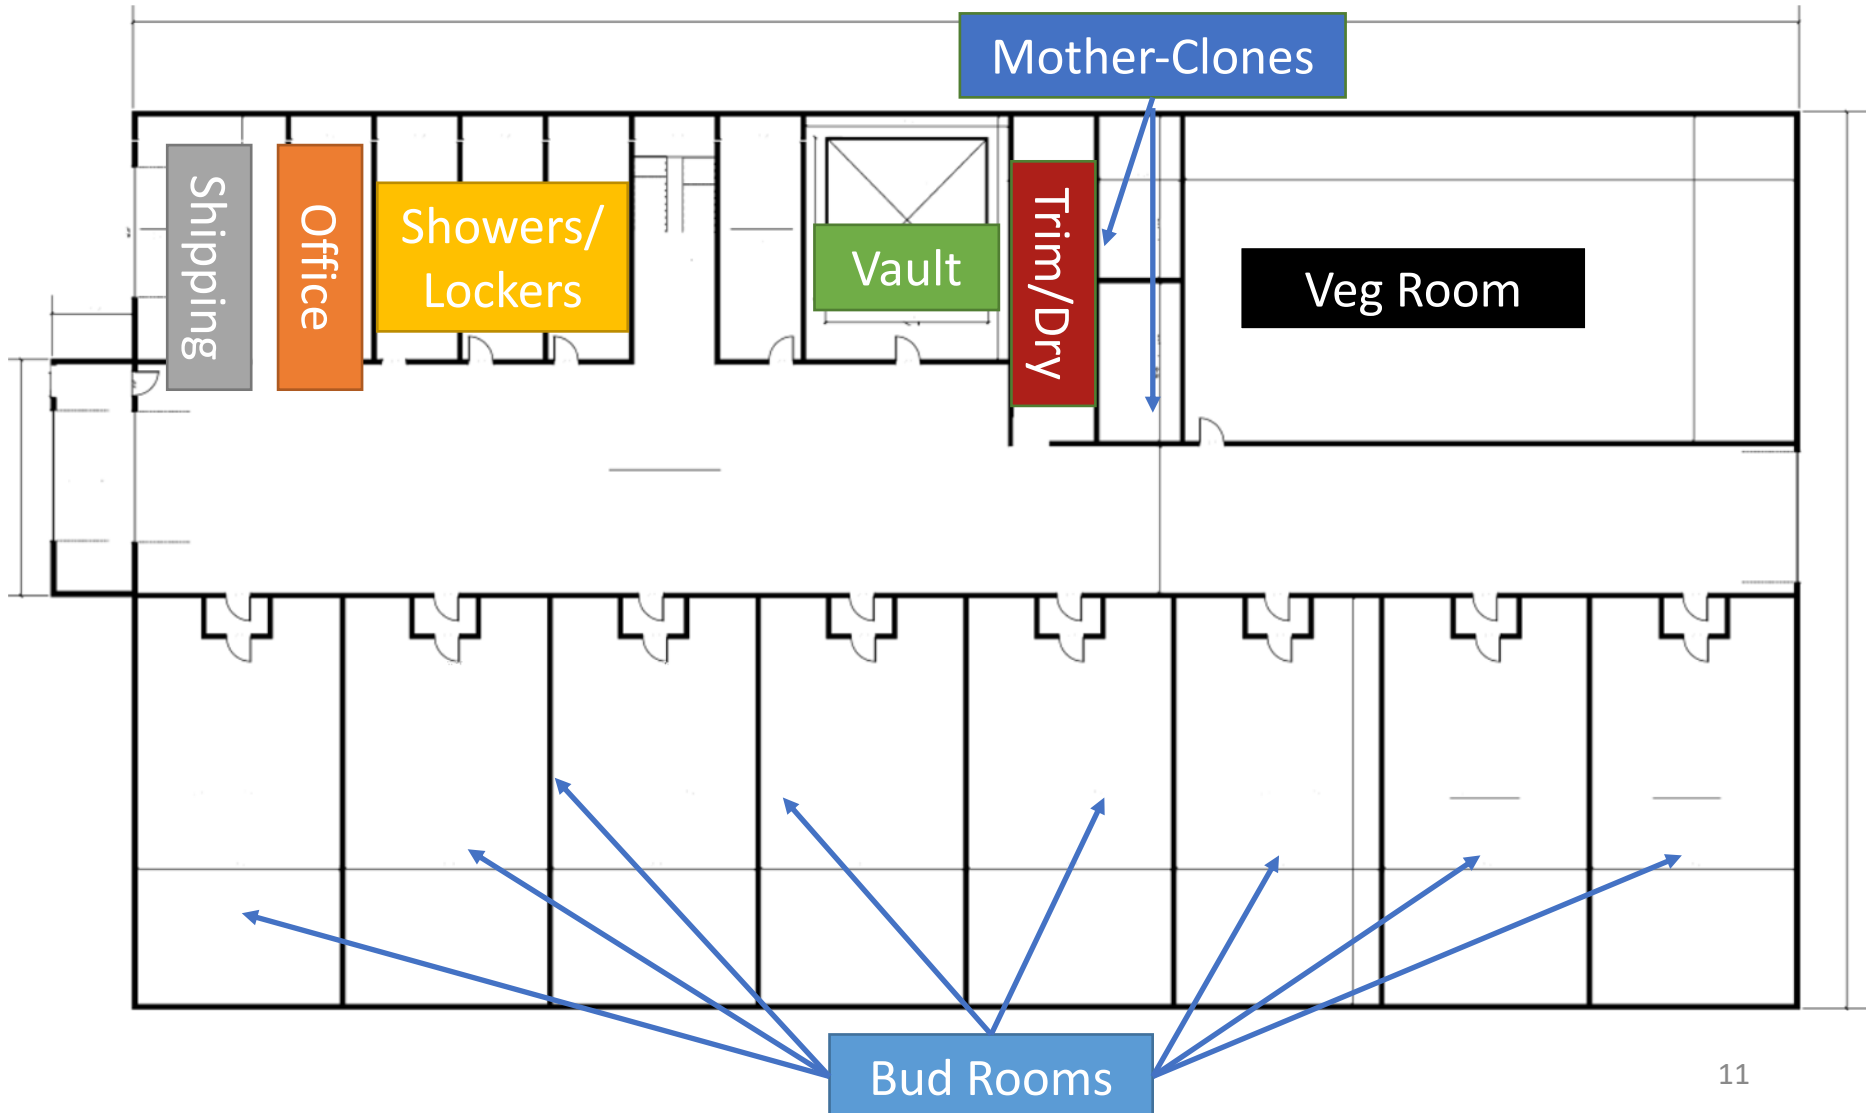 Mother-Clones
Shipping
Office
Showers/
Lockers
Vault
Trim/Dry
Veg Room
Bud Rooms
11